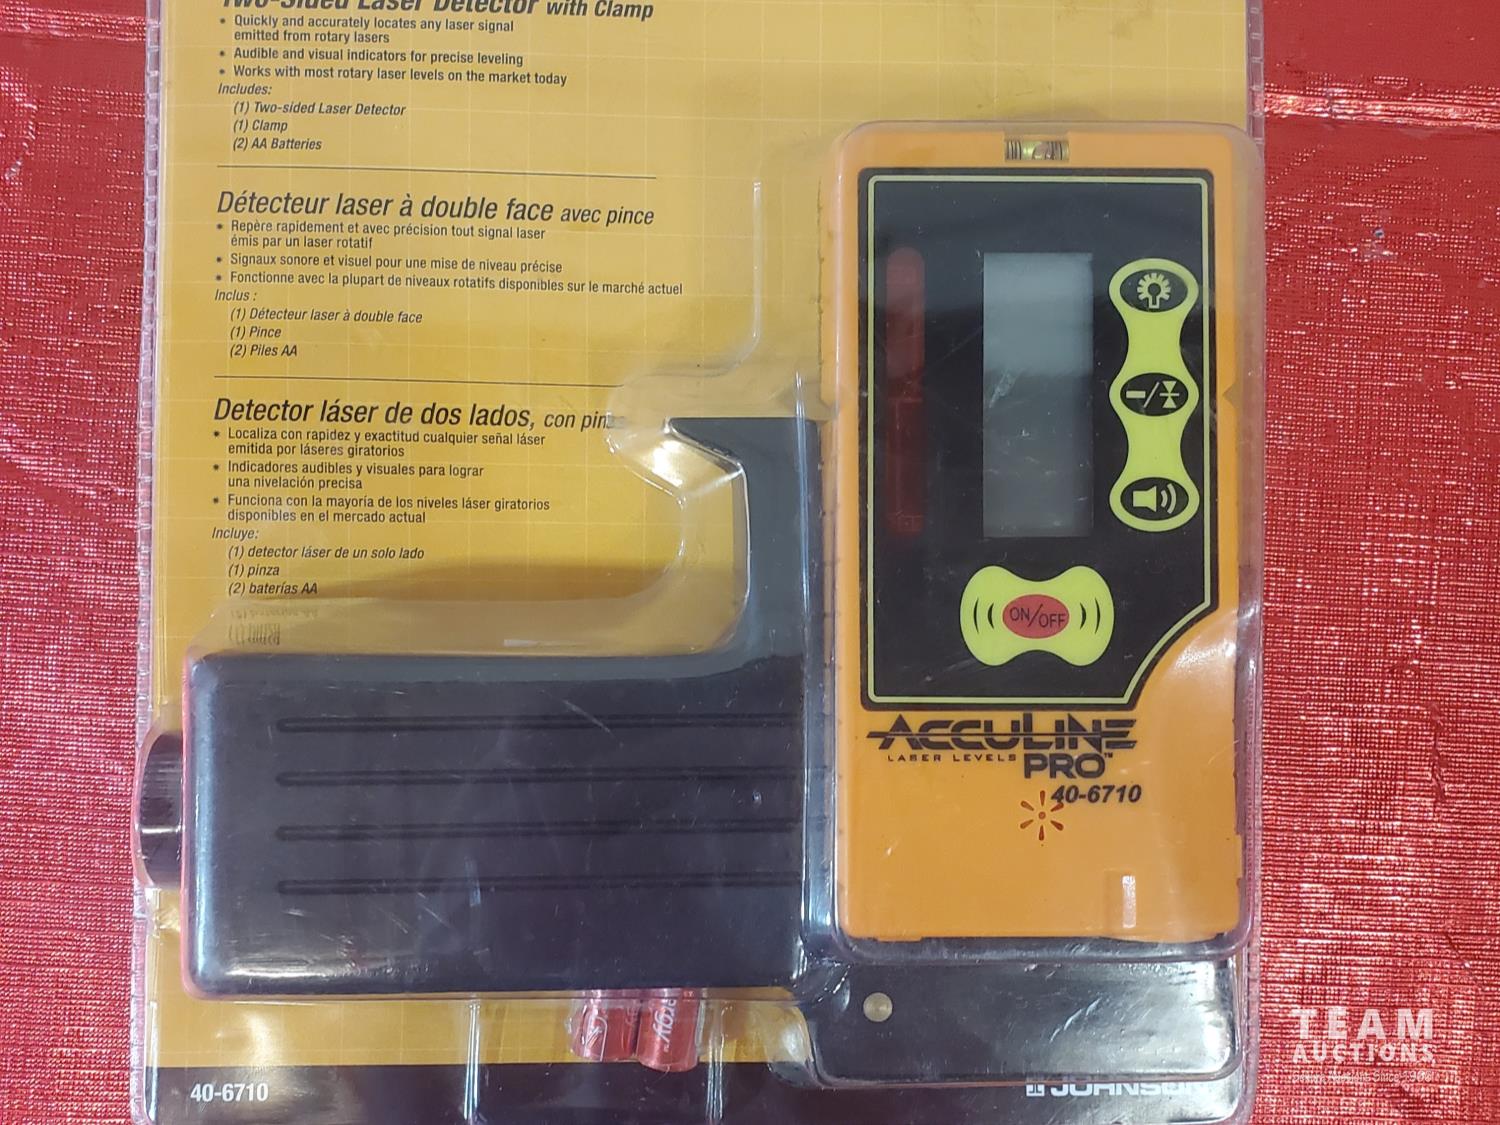 Two-Sided Laser Detector with Clamp
• Quickly and accurately locates any laser signal
emitted from rotary lasers
• Audible and visual indicators for precise leveling
• Works with most rotary laser levels on the market today
Includes:
(1) Two-sided Laser Detector
(1) Clamp
(2) AA Batteries
Détecteur laser à double face avec pince
• Repère rapidement et avec précision tout signal laser
émis par un laser rotatif
• Signaux sonore et visuel pour une mise de niveau précise
• Fonctionne avec la plupart de niveaux rotatifs disponibles sur le marché actuel
Inclus :
(1) Détecteur laser à double face
(1) Pince
(2) Piles AA
Detector láser de dos lados, con pin
• Localiza con rapidez y exactitud cualquier señal láser
emitida por láseres giratorios
• Indicadores audibles y visuales para lograr
una nivelación precisa
• Funciona con la mayoría de los niveles láser giratorios
disponibles en el mercado actual
Incluye:
(1) detector láser de un solo lado
(1) pinza
(2) baterías AA
ON/OFF
ACCULINE
LASER LEVELS PRO™
40-6710
40-6710
JOHNSON
TEAM
AUCTIONS